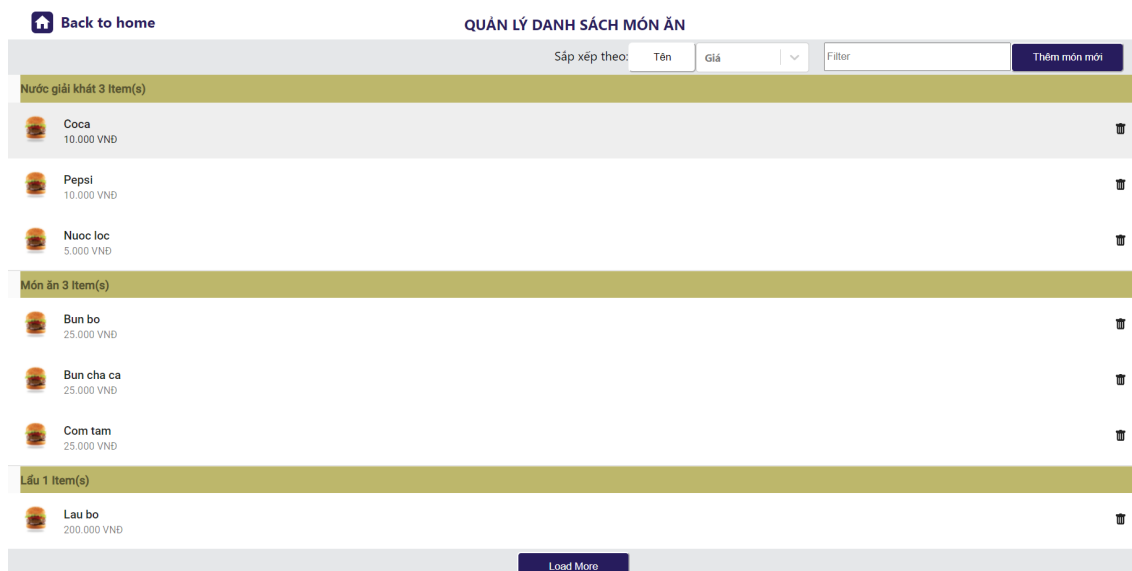 Back to home
QUẢN LÝ DANH SÁCH MÓN ĂN
Sắp xếp theo: Tên Giá Filter Thêm món mới
Nước giải khát 3 Item(s)
Coca
10.000 VNĐ
Pepsi
10.000 VNĐ
Nuoc loc
5.000 VNĐ
Món ăn 3 Item(s)
Bun bo
25.000 VNĐ
Bun cha ca
25.000 VNĐ
Com tam
25.000 VNĐ
Lẩu 1 Item(s)
Lau bo
200.000 VNĐ
Load More